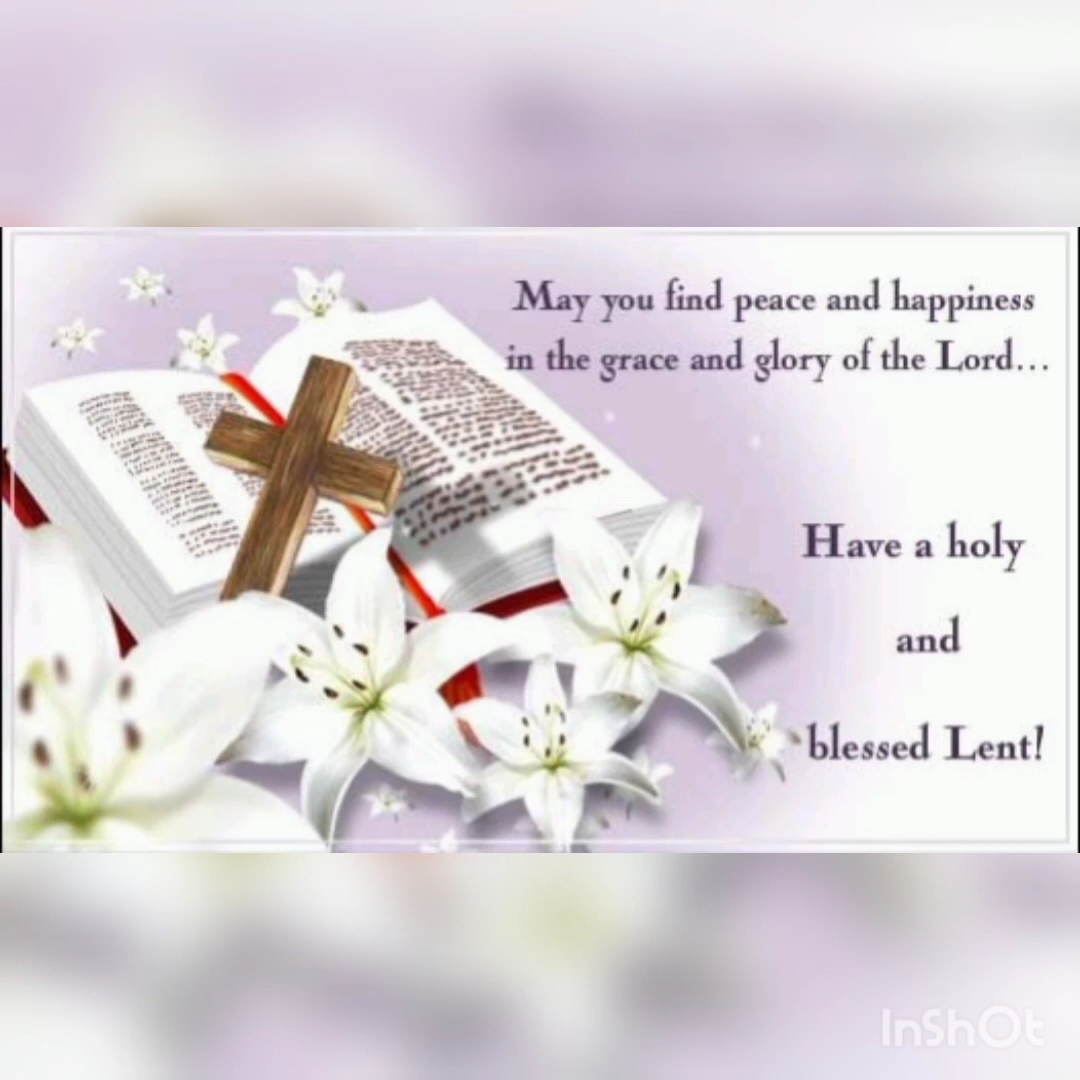 May you find peace and happiness
in the grace and glory of the Lord...
Have a holy
and
blessed Lent!
InShOt